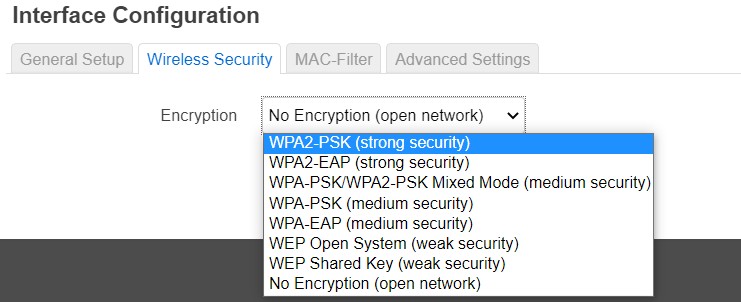 Interface Configuration
General Setup Wireless Security MAC-Filter Advanced Settings
Encryption No Encryption (open network)
WPA2-PSK (strong security)
WPA2-EAP (strong security)
WPA-PSK/WPA2-PSK Mixed Mode (medium security)
WPA-PSK (medium security)
WPA-EAP (medium security)
WEP Open System (weak security)
WEP Shared Key (weak security)
No Encryption (open network)